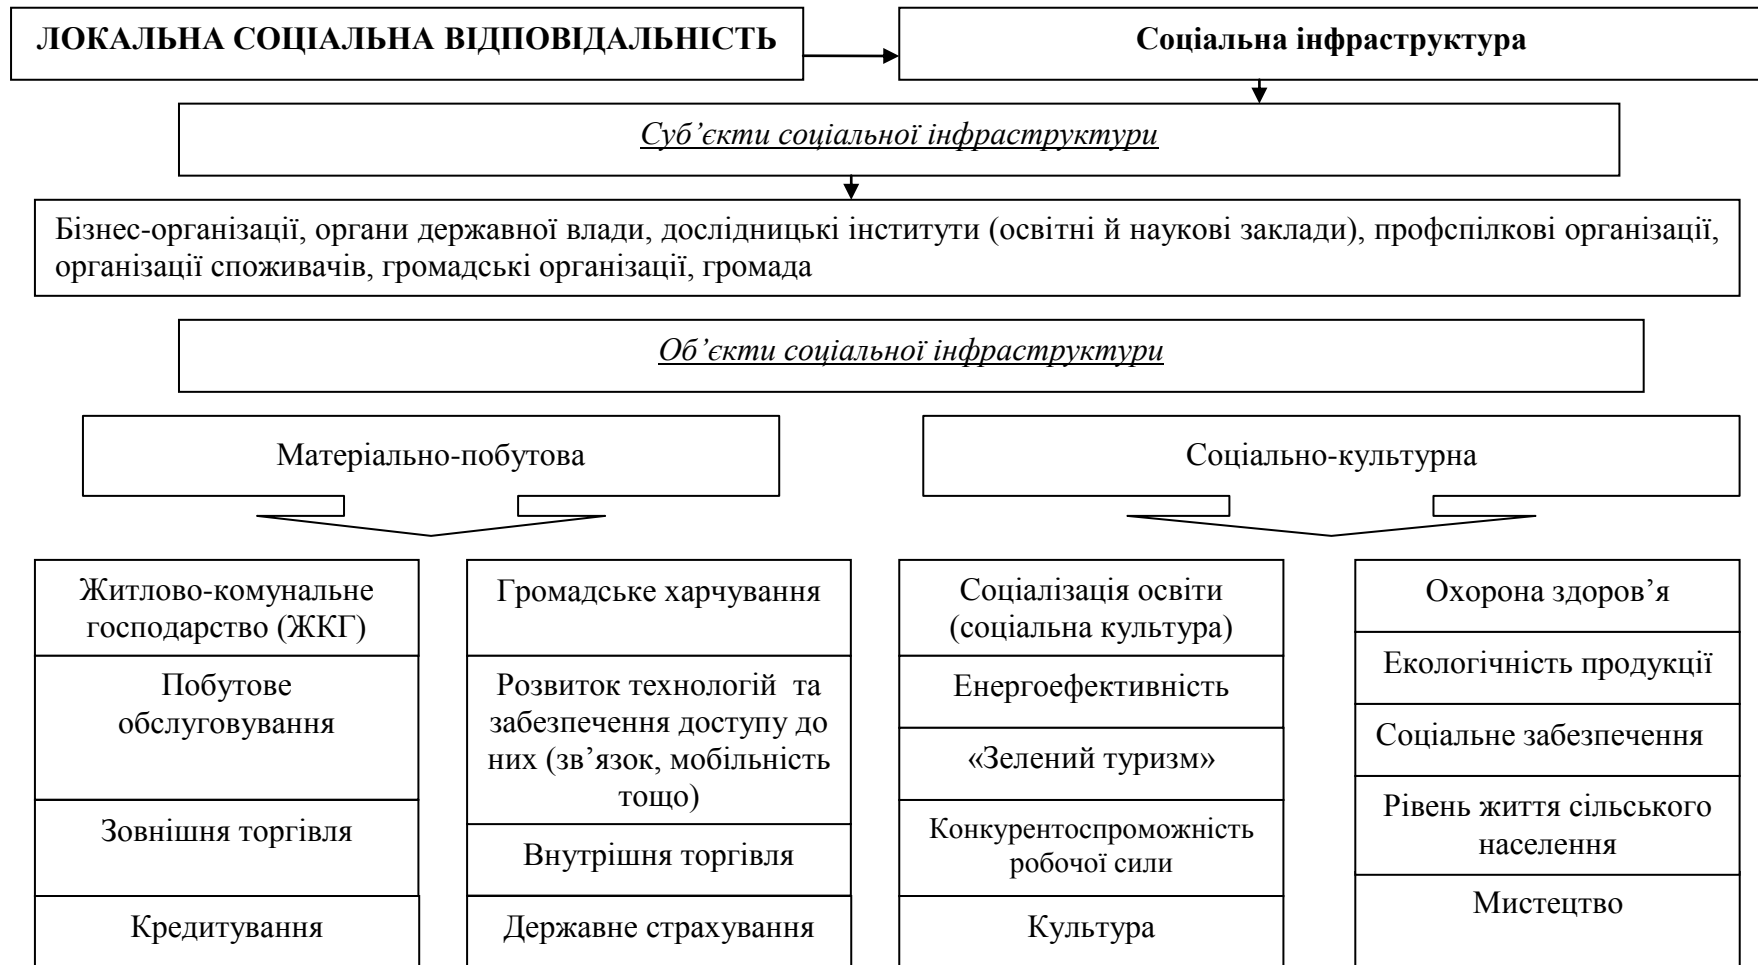 ЛОКАЛЬНА СОЦІАЛЬНА ВІДПОВІДАЛЬНІСТЬ
Соціальна інфраструктура
Суб’єкти соціальної інфраструктури
Бізнес-організації, органи державної влади, дослідницькі інститути (освітні й наукові заклади), профспілкові організації,
організації споживачів, громадські організації, громада
Об’єкти соціальної інфраструктури
Матеріально-побутова
Соціально-культурна
Житлово-комунальне
господарство (ЖКГ)
Побутове
обслуговування
Зовнішня торгівля
Кредитування
Громадське харчування
Розвиток технологій та
забезпечення доступу до
них (зв’язок, мобільність
тощо)
Внутрішня торгівля
Державне страхування
Соціалізація освіти
(соціальна культура)
Енергоефективність
«Зелений туризм»
Конкурентоспроможність
робочої сили
Культура
Охорона здоров’я
Екологічність продукції
Соціальне забезпечення
Рівень життя сільського
населення
Мистецтво